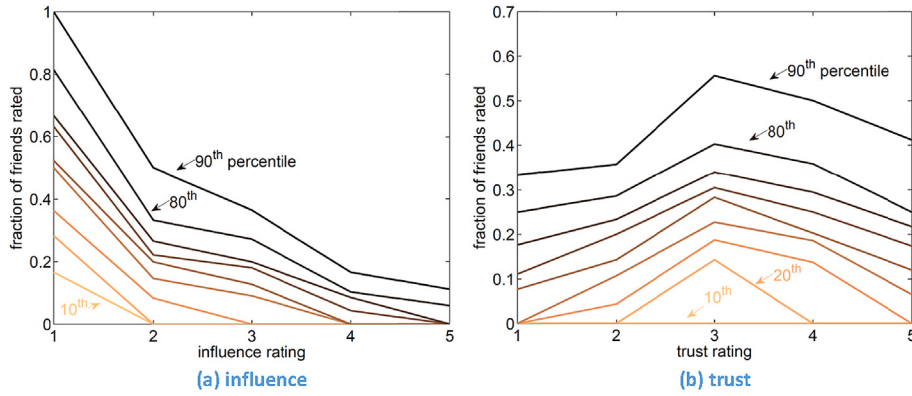 1
0.8
0.6
0.4
0.2
0
fraction of friends rated
90th percentile
80th
10th
1 2 3 4 5
influence rating
(a) influence
0.7
0.6
0.5
0.4
0.3
0.2
0.1
0
fraction of friends rated
90th percentile
80th
20th
10th
1 2 3 4 5
trust rating
(b) trust